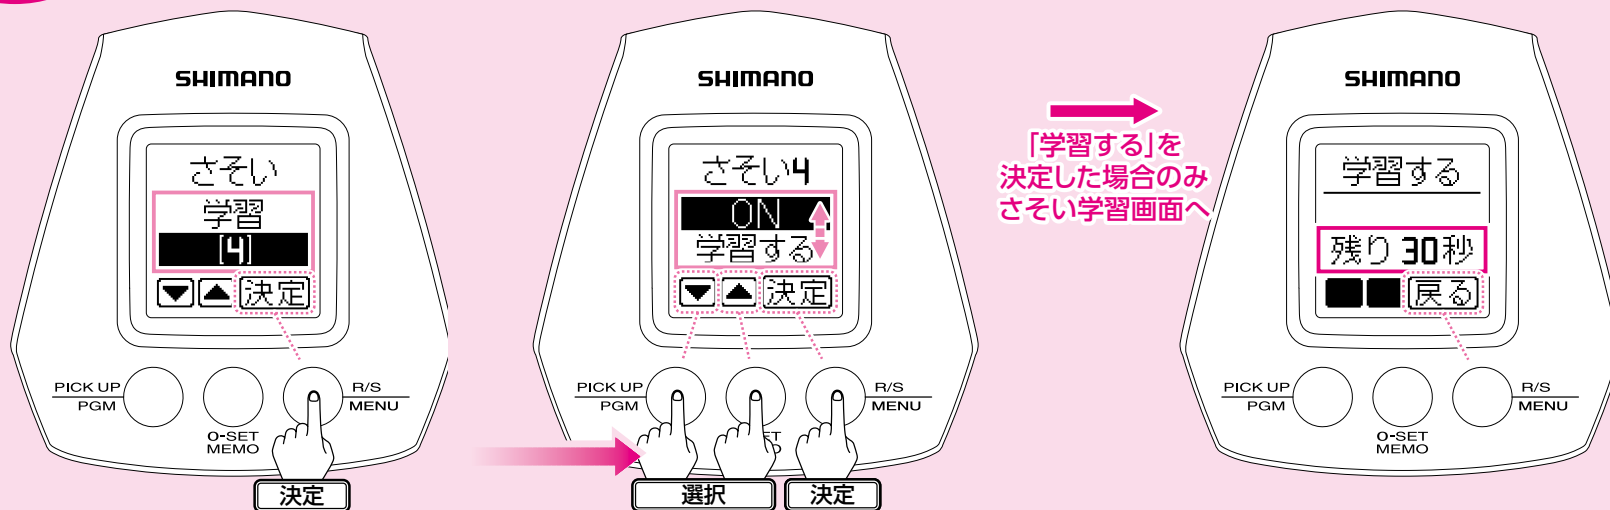 SHIMANO
さそい
学習
[4]
▼▲決定
PICK UP
PGM
R/S
MENU
0-SET
MEMO
決定
SHIMANO
さそい4
ON
学習する
▼▲決定
PICK UP
PGM
R/S
MENU
選択
決定
「学習する」を
決定した場合のみ
さそい学習画面へ
SHIMANO
学習する
残り 30秒
戻る
PICK UP
PGM
R/S
MENU
0-SET
MEMO